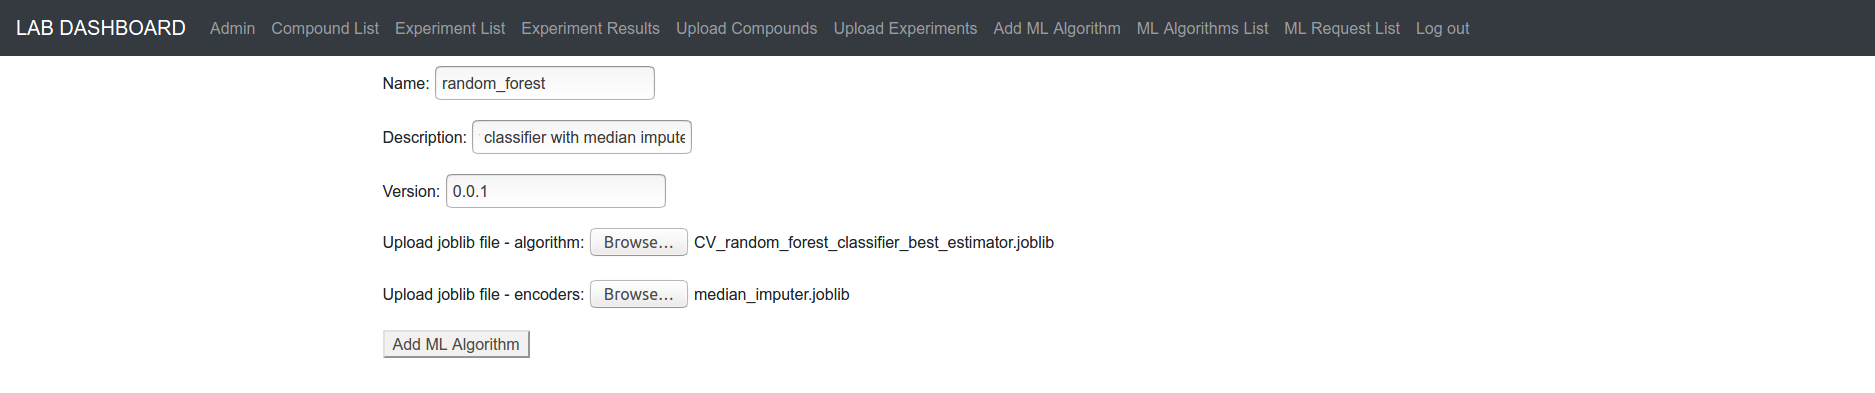 LAB DASHBOARD Admin Compound List Experiment List Experiment Results Upload Compounds Upload Experiments Add ML Algorithm ML Algorithms List ML Request List Log out
Name: random_forest
Description: classifier with median impute
Version: 0.0.1
Upload joblib file - algorithm: Browse... CV_random_forest_classifier_best_estimator.joblib
Upload joblib file - encoders: Browse... median_imputer.joblib
Add ML Algorithm